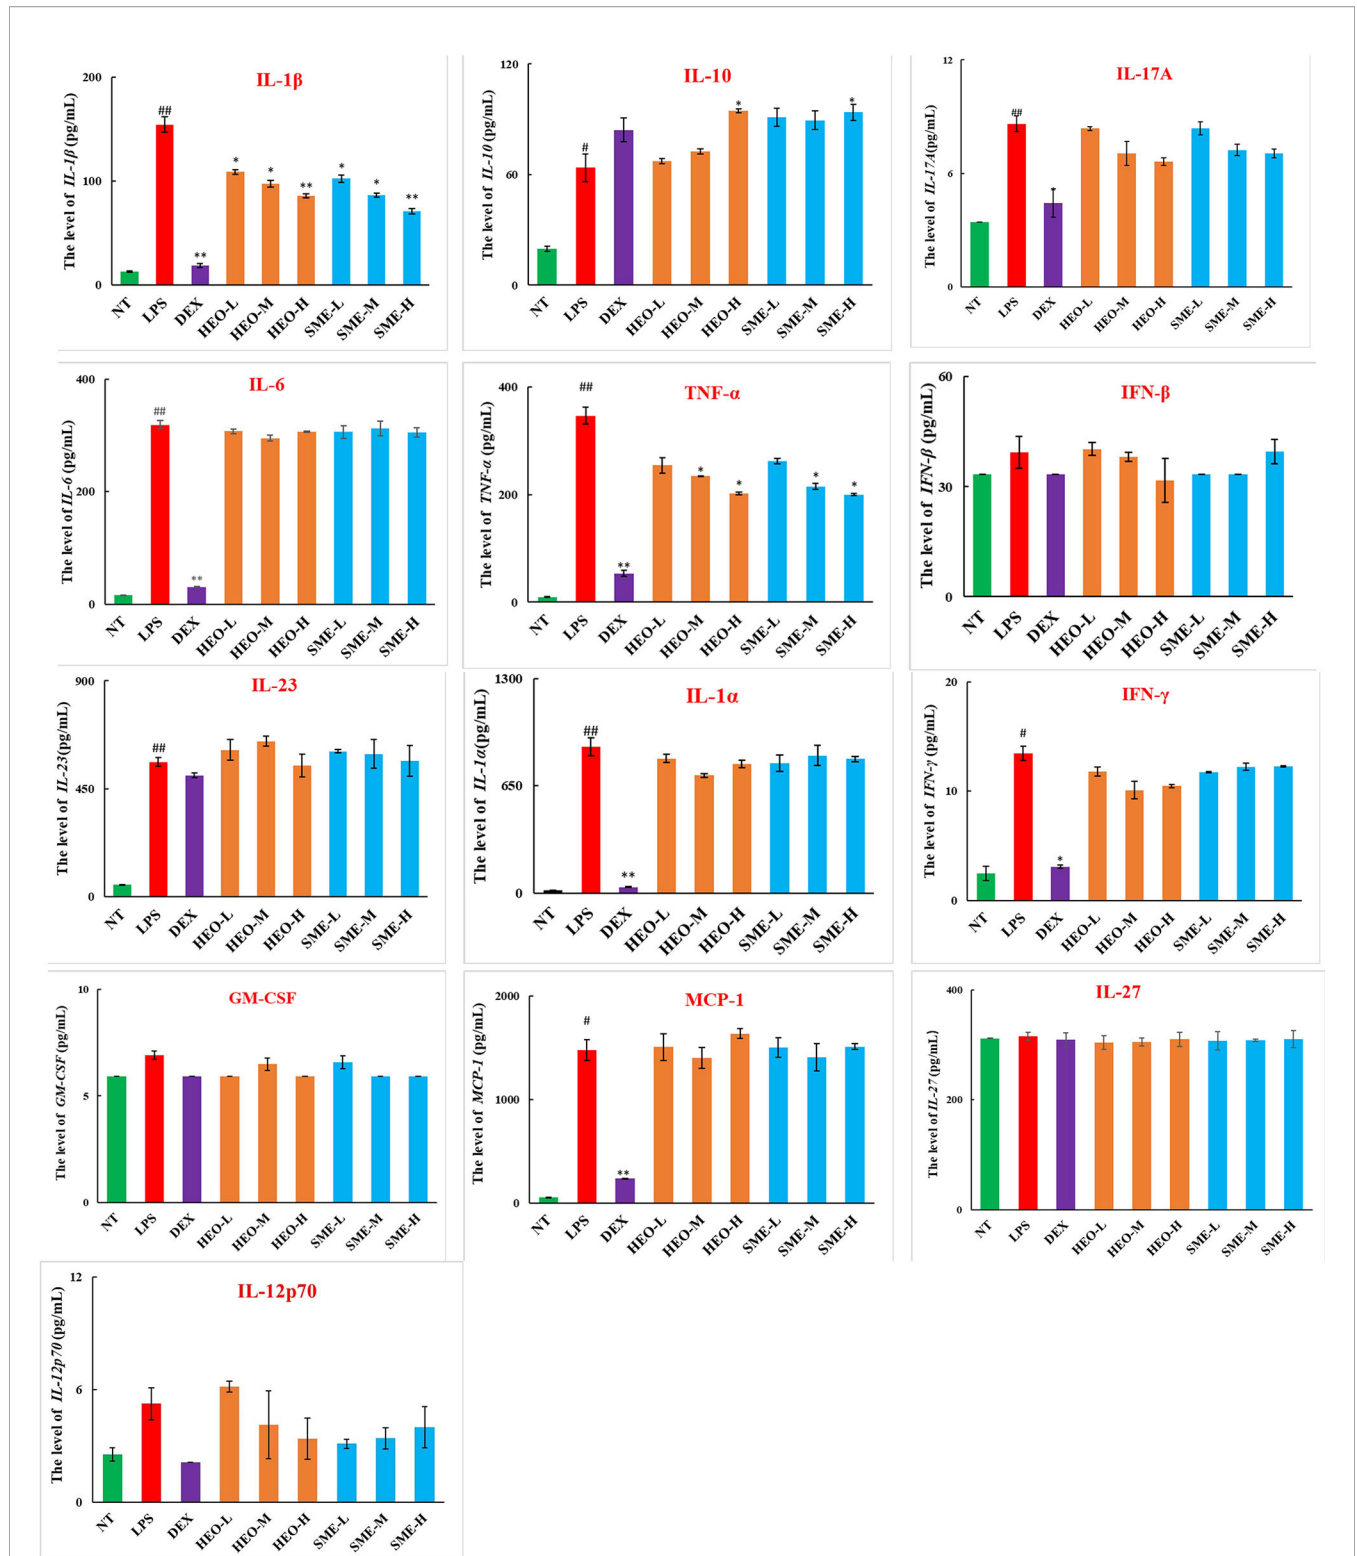 IL-1β
The level of IL-1β (pg/mL)
200
100
0
##
**
*
*
**
*
*
**
NT LPS DEX HEO-L HEO-M HEO-H SME-L SME-M SME-H
IL-10
The level of IL-10 (pg/mL)
120
60
0
#
*
*
NT LPS DEX HEO-L HEO-M HEO-H SME-L SME-M SME-H
IL-17A
The level of IL-17A(pg/mL)
12
6
0
##
*
NT LPS DEX HEO-L HEO-M HEO-H SME-L SME-M SME-H
IL-6
The level of IL-6 (pg/mL)
400
200
0
##
**
NT LPS DEX HEO-L HEO-M HEO-H SME-L SME-M SME-H
TNF-α
The level of TNF-α (pg/mL)
400
200
0
##
**
*
*
*
*
NT LPS DEX HEO-L HEO-M HEO-H SME-L SME-M SME-H
IFN-β
The level of IFN-β (pg/mL)
60
30
0
NT LPS DEX HEO-L HEO-M HEO-H SME-L SME-M SME-H
IL-23
The level of IL-23(pg/mL)
900
450
0
##
NT LPS DEX HEO-L HEO-M HEO-H SME-L SME-M SME-H
IL-1α
The level of IL-1α(pg/mL)
1300
650
0
##
**
NT LPS DEX HEO-L HEO-M HEO-H SME-L SME-M SME-H
IFN-γ
The level of IFN-γ (pg/mL)
20
10
0
#
*
NT LPS DEX HEO-L HEO-M HEO-H SME-L SME-M SME-H
GM-CSF
The level of GM-CSF (pg/mL)
10
5
0
NT LPS DEX HEO-L HEO-M HEO-H SME-L SME-M SME-H
MCP-1
The level of MCP-1 (pg/mL)
2000
1000
0
#
**
NT LPS DEX HEO-L HEO-M HEO-H SME-L SME-M SME-H
IL-27
The level of IL-27 (pg/mL)
400
200
0
NT LPS DEX HEO-L HEO-M HEO-H SME-L SME-M SME-H
IL-12p70
The level of IL-12p70 (pg/mL)
12
6
0
NT LPS DEX HEO-L HEO-M HEO-H SME-L SME-M SME-H